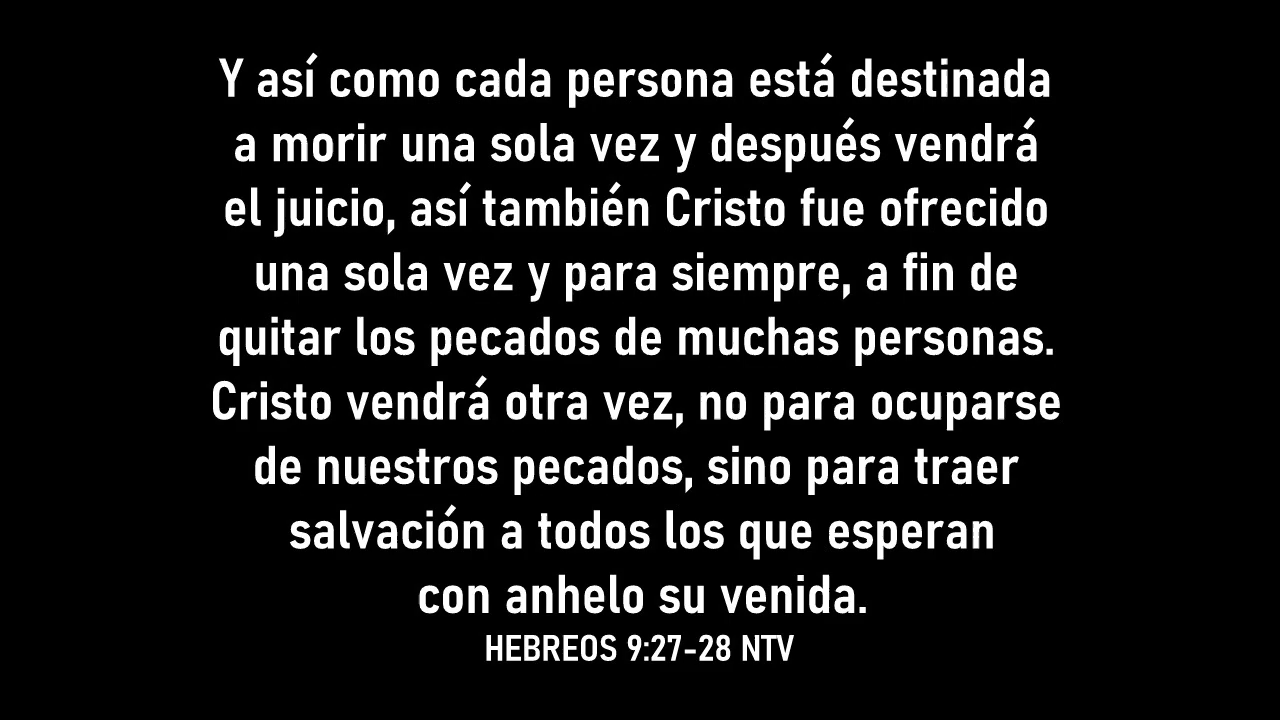 Y así como cada persona está destinada
a morir una sola vez y después vendrá
el juicio, así también Cristo fue ofrecido
una sola vez y para siempre, a fin de
quitar los pecados de muchas personas.
Cristo vendrá otra vez, no para ocuparse
de nuestros pecados, sino para traer
salvación a todos los que esperan
con anhelo su venida.
HEBREOS 9:27-28 NTV